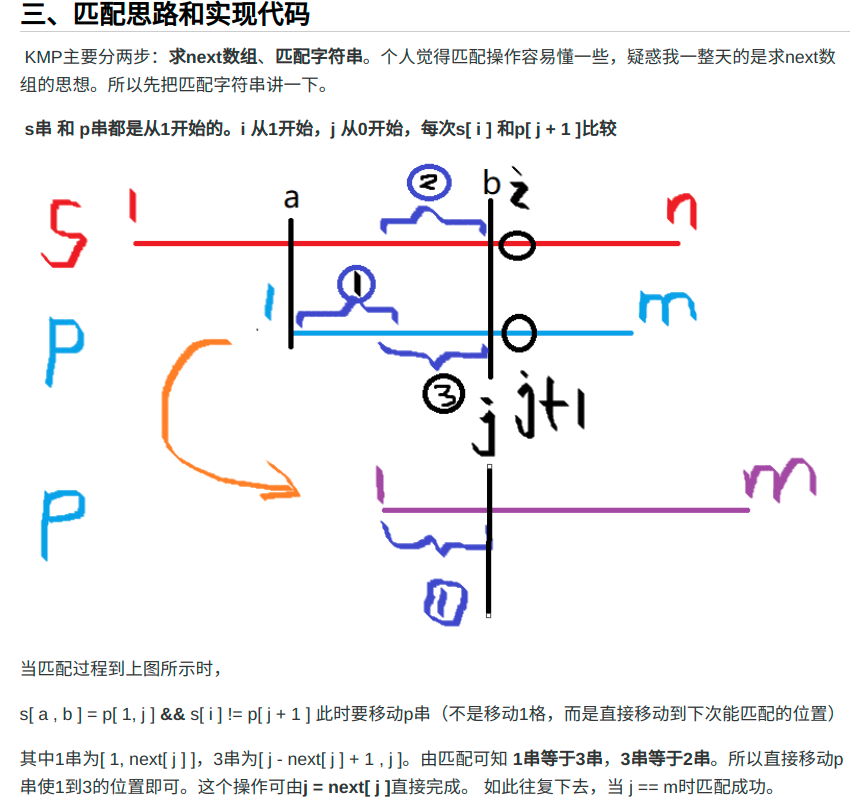 三、匹配思路和实现代码
KMP主要分两步：求next数组、匹配字符串。个人觉得匹配操作容易懂一些，疑惑我一整天的是求next数
组的思想。所以先把匹配字符串讲一下。
s串 和 p串都是从1开始的。i 从1开始，j 从0开始，每次s[ i ] 和p[ j + 1 ]比较
S 1 a ② b i n
P 1 ① m
③ j j+1
P 1 m
①
当匹配过程到上图所示时，
s[ a , b ] = p[ 1, j ] && s[ i ] != p[ j + 1 ] 此时要移动p串（不是移动1格，而是直接移动到下次能匹配的位置）
其中1串为[ 1, next[ j ] ]，3串为[ j - next[ j ] + 1 , j ]。由匹配可知 1串等于3串，3串等于2串。所以直接移动p
串使1到3的位置即可。这个操作可由j = next[ j ]直接完成。 如此往复下去，当 j == m时匹配成功。